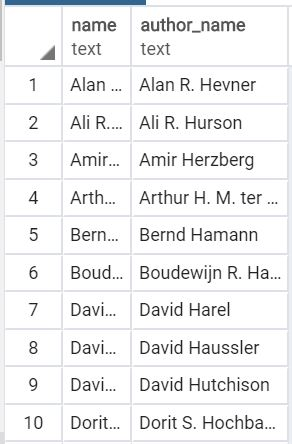 name author_name
text text
1 Alan ... Alan R. Hevner
2 Ali R.... Ali R. Hurson
3 Amir... Amir Herzberg
4 Arth... Arthur H. M. ter ...
5 Bern... Bernd Hamann
6 Boud... Boudewijn R. Ha...
7 Davi... David Harel
8 Davi... David Haussler
9 Davi... David Hutchison
10 Dorit... Dorit S. Hochba...